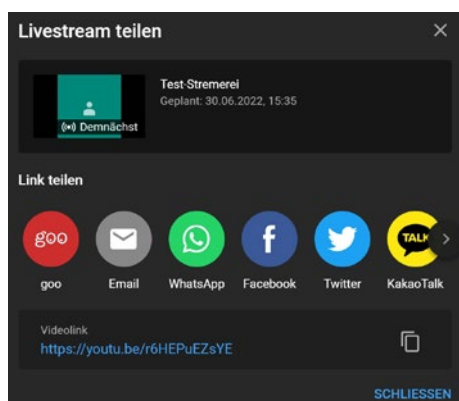 Livestream teilen
Test-Stremerei
Geplant: 30.06.2022, 15:35
Demnächst
Link teilen
goo
TALK
goo
Email
WhatsApp
Facebook
Twitter
KakaoTalk
Videolink
https://youtu.be/r6HEPuEZsYE
SCHLIESSEN